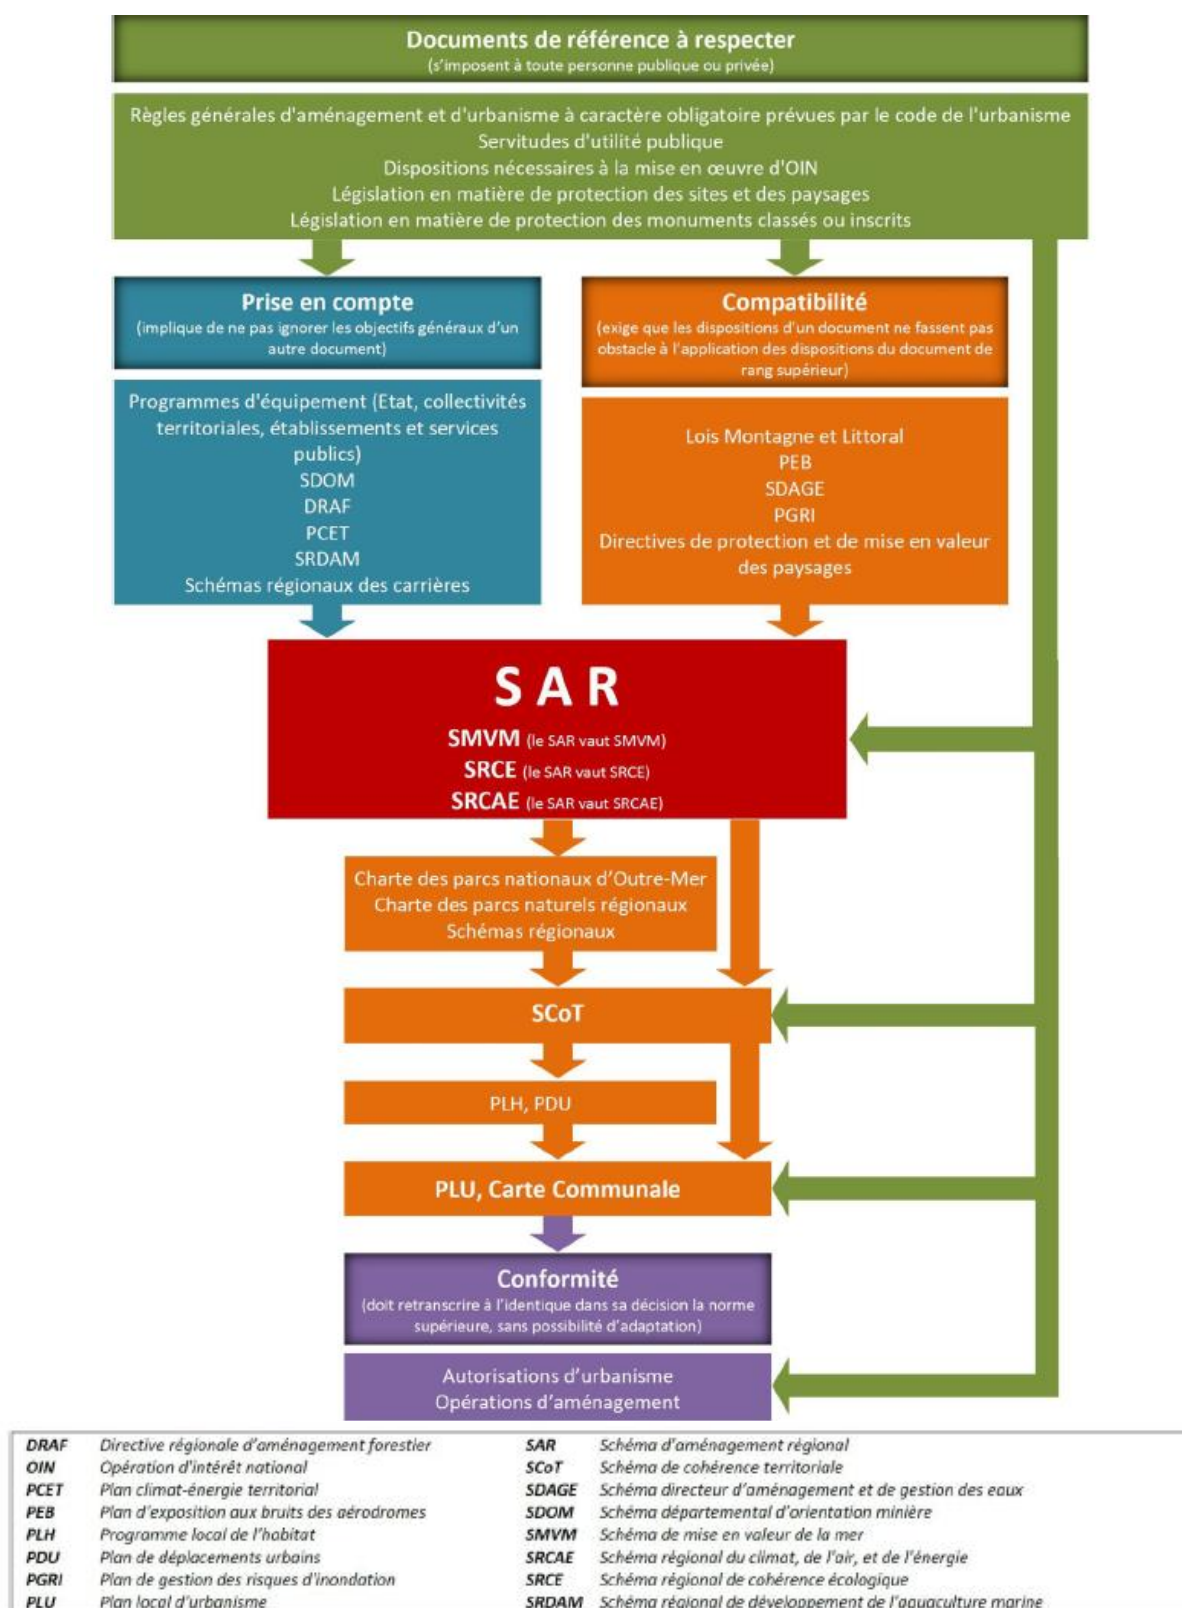 Documents de référence à respecter
(s'imposent à toute personne publique ou privée)
Règles générales d'aménagement et d'urbanisme à caractère obligatoire prévues par le code de l'urbanisme
Servitudes d'utilité publique
Dispositions nécessaires à la mise en œuvre d'OIN
Législation en matière de protection des sites et des paysages
Législation en matière de protection des monuments classés ou inscrits
Prise en compte
(implique de ne pas ignorer les objectifs généraux d'un
autre document)
Programmes d'équipement (Etat, collectivités
territoriales, établissements et services
publics)
SDOM
DRAF
PCET
SRDAM
Schémas régionaux des carrières
Compatibilité
(exige que les dispositions d'un document ne fassent pas
obstacle à l'application des dispositions du document de
rang supérieur)
Lois Montagne et Littoral
PEB
SDAGE
PGRI
Directives de protection et de mise en valeur
des paysages
S A R
SMVM (le SAR vaut SMVM)
SRCE (le SAR vaut SRCE)
SRCAE (le SAR vaut SRCAE)
Charte des parcs nationaux d'Outre-Mer
Charte des parcs naturels régionaux
Schémas régionaux
SCoT
PLH, PDU
PLU, Carte Communale
Conformité
(doit retranscrire à l'identique dans sa décision la norme
supérieure, sans possibilité d'adaptation)
Autorisations d'urbanisme
Opérations d'aménagement
DRAF Directive régionale d'aménagement forestier
OIN Opération d'intérêt national
PCET Plan climat-énergie territorial
PEB Plan d'exposition aux bruits des aérodromes
PLH Programme local de l'habitat
PDU Plan de déplacements urbains
PGRI Plan de gestion des risques d'inondation
PLU Plan local d'urbanisme
SAR Schéma d'aménagement régional
SCoT Schéma de cohérence territoriale
SDAGE Schéma directeur d'aménagement et de gestion des eaux
SDOM Schéma départemental d'orientation minière
SMVM Schéma de mise en valeur de la mer
SRCAE Schéma régional du climat, de l'air, et de l'énergie
SRCE Schéma régional de cohérence écologique
SRDAM Schéma régional de développement de l'aquaculture marine